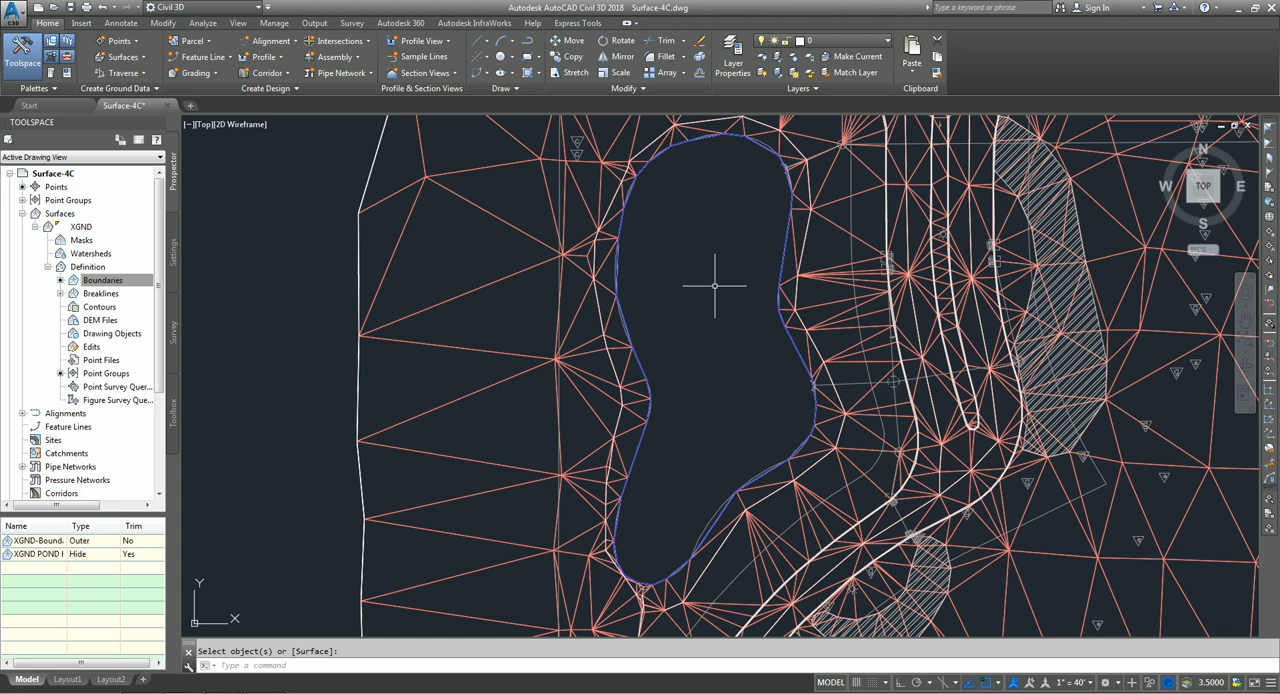 A
C3D
Civil 3D
Autodesk AutoCAD Civil 3D 2018 Surface-4C.dwg
Type a keyword or phrase
Sign In
Home Insert Annotate Modify Analyze View Manage Output Survey Autodesk 360 Autodesk InfraWorks Help Express Tools
Toolspace
Points
Surfaces
Traverse
Parcel
Feature Line
Grading
Alignment
Profile
Corridor
Intersections
Assembly
Pipe Network
Profile View
Sample Lines
Section Views
Move
Copy
Stretch
Rotate
Mirror
Scale
Trim
Fillet
Array
Layer
Properties
0
Make Current
Match Layer
Paste
Palettes Create Ground Data Create Design Profile & Section Views Draw Modify Layers Clipboard
Start Surface-4C*
TOOLSPACE
Active Drawing View
Surface-4C
Points
Point Groups
Surfaces
XGND
Masks
Watersheds
Definition
Boundaries
Breaklines
Contours
DEM Files
Drawing Objects
Edits
Point Files
Point Groups
Point Survey Quer...
Figure Survey Que...
Alignments
Feature Lines
Sites
Catchments
Pipe Networks
Pressure Networks
Corridors
Prospector
Settings
Survey
Toolbox
Name Type Trim
XGND-Bounda Outer No
XGND POND H Hide Yes
[−][Top][2D Wireframe]
N
W TOP E
S
WCS
Y
X
Select object(s) or [Surface]:
Type a command
Model Layout1 Layout2 +
MODEL
1" = 40'
3.5000